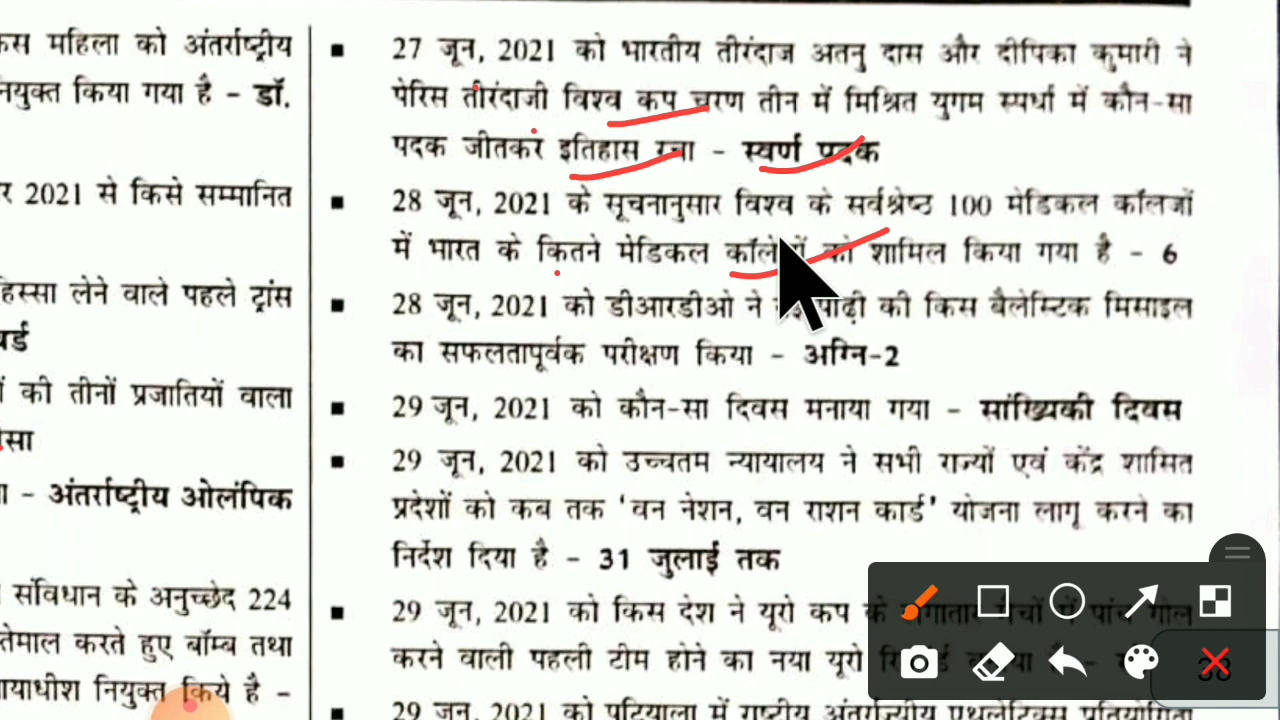 किस महिला को अंतर्राष्ट्रीय
नियुक्त किया गया है – डॉ.
2021 से किसे सम्मानित
हिस्सा लेने वाले पहले ट्रांस
की तीनों प्रजातियों वाला
– अंतर्राष्ट्रीय ओलंपिक
संविधान के अनुच्छेद 224
करते हुए बॉम्ब तथा
नियुक्त किये है –
■ 27 जून, 2021 को भारतीय तीरंदाज अतनु दास और दीपिका कुमारी ने
पेरिस तीरंदाजी विश्व कप चरण तीन में मिश्रित युगम स्पर्धा में कौन-सा
पदक जीतकर इतिहास रचा – स्वर्ण पदक
■ 28 जून, 2021 के सूचनानुसार विश्व के सर्वश्रेष्ठ 100 मेडिकल कॉलजों
में भारत के कितने मेडिकल कॉलेजों को शामिल किया गया है – 6
■ 28 जून, 2021 को डीआरडीओ ने नई पीढ़ी की किस बैलेस्टिक मिसाइल
का सफलतापूर्वक परीक्षण किया – अग्नि-2
■ 29 जून, 2021 को कौन-सा दिवस मनाया गया – सांख्यिकी दिवस
■ 29 जून, 2021 को उच्चतम न्यायालय ने सभी राज्यों एवं केंद्र शासित
प्रदेशों को कब तक ‘वन नेशन, वन राशन कार्ड’ योजना लागू करने का
निर्देश दिया है – 31 जुलाई तक
■ 29 जून, 2021 को किस देश ने यूरो कप के लगातार मैचों में पांच गोल
करने वाली पहली टीम होने का नया यूरो
■ 29 जून, 2021 को पटियाला में राष्ट्रीय अंतर्राज्यीय एथलेटिक्स प्रतियोगिता
38